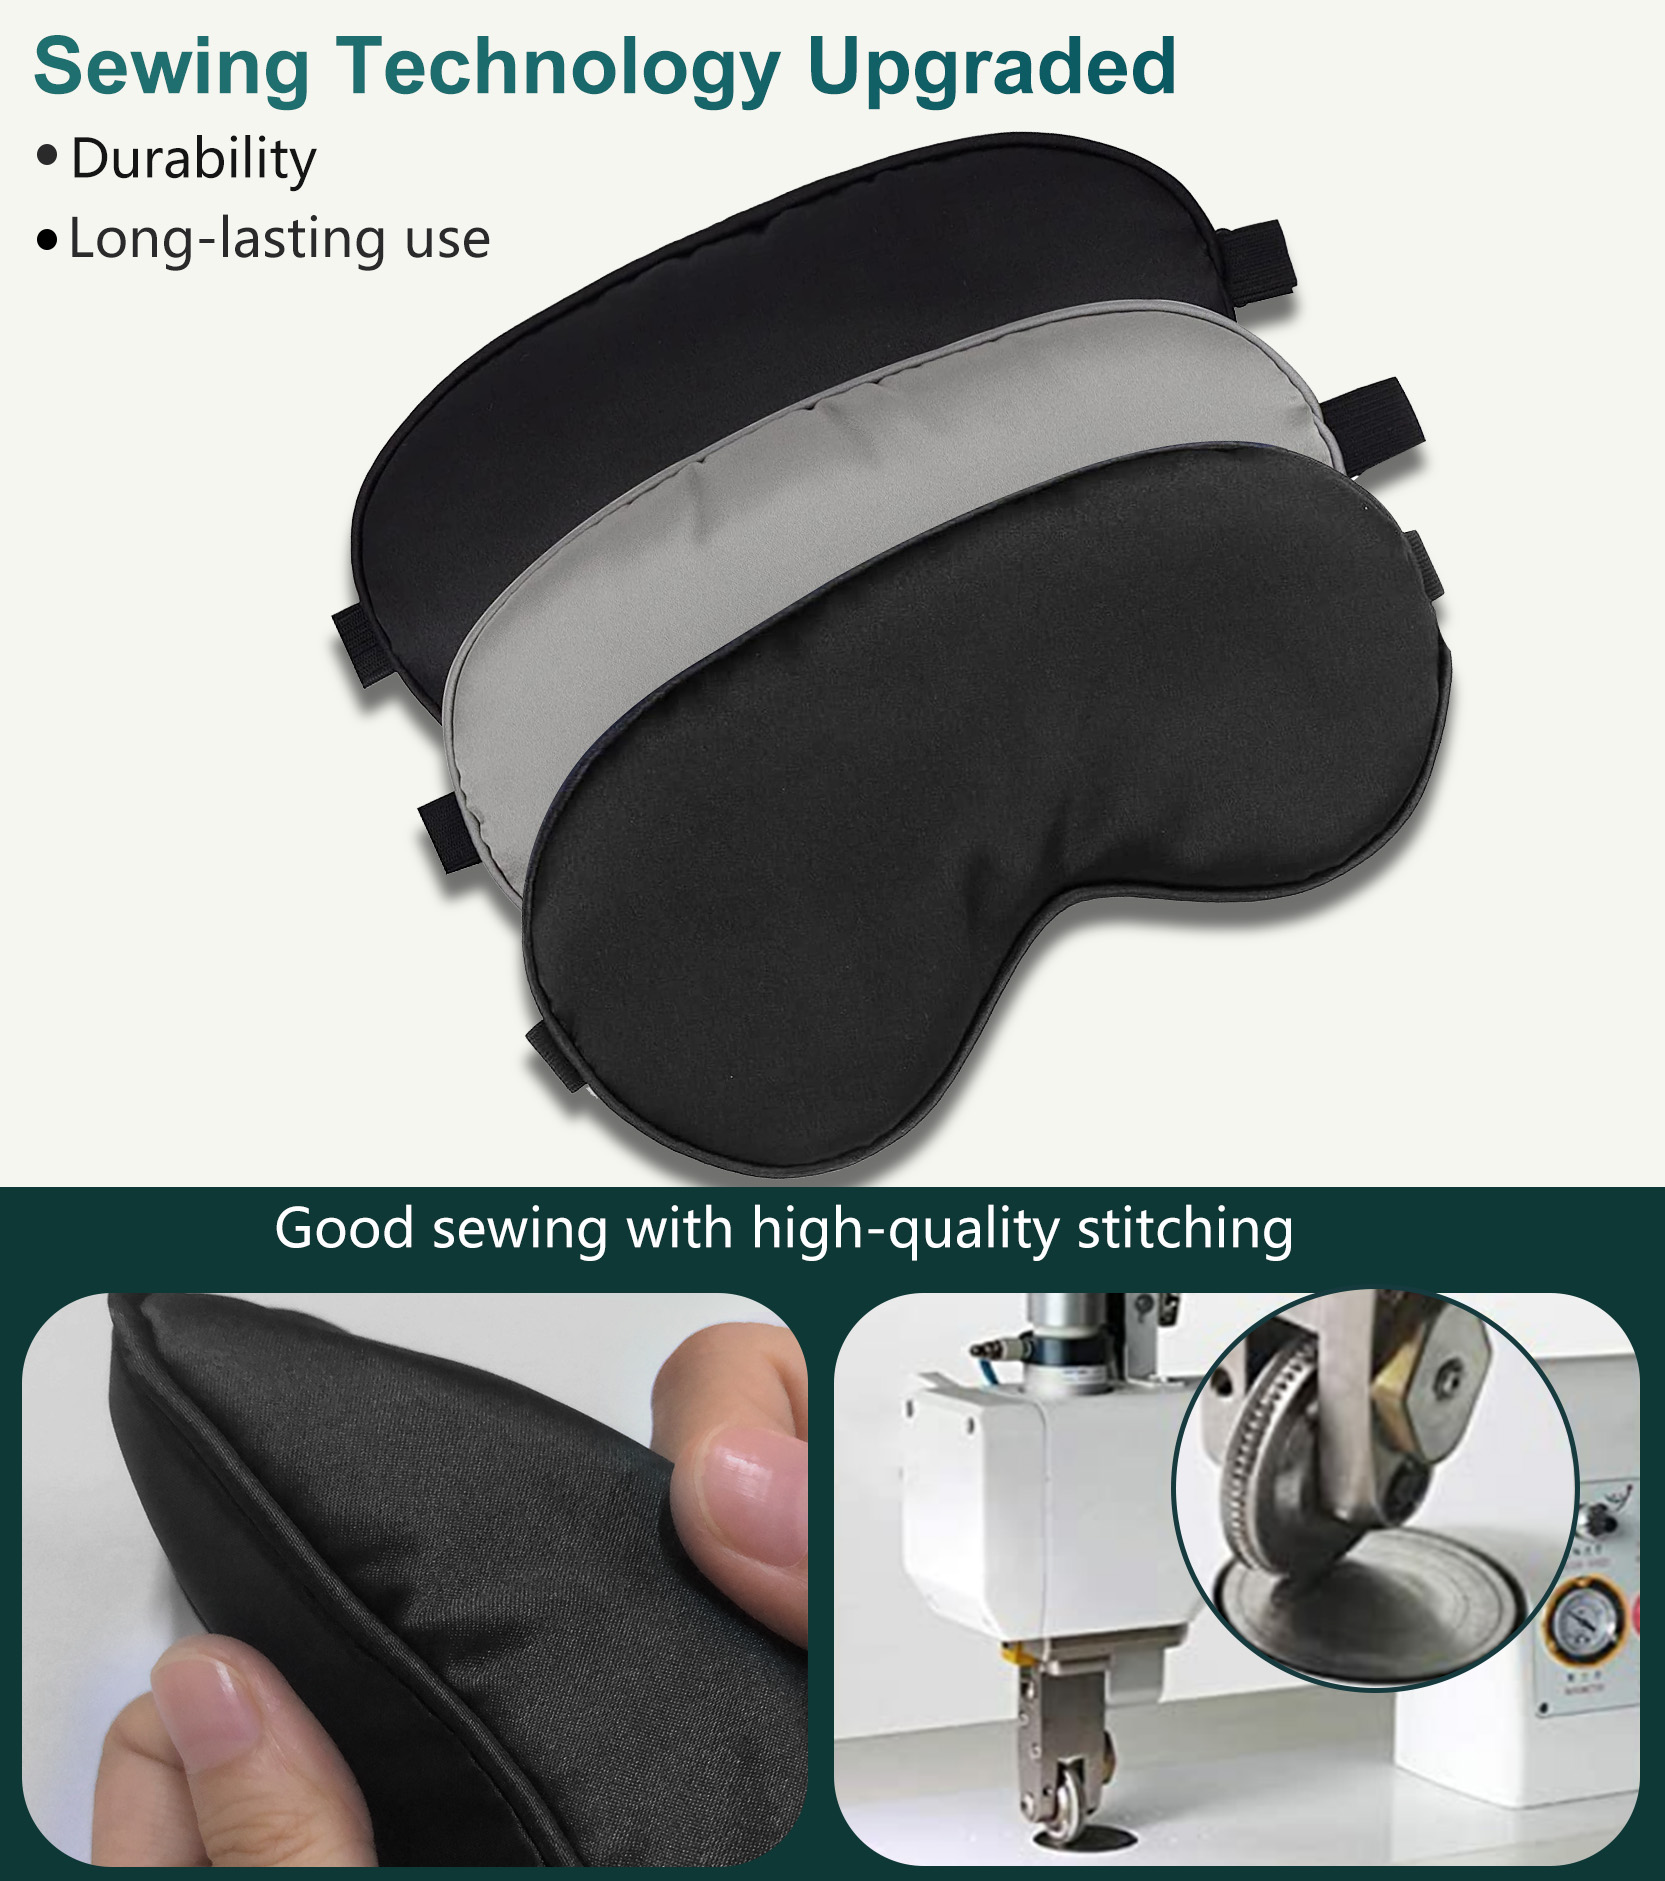 Sewing Technology Upgraded
• Durability
• Long-lasting use
Good sewing with high-quality stitching